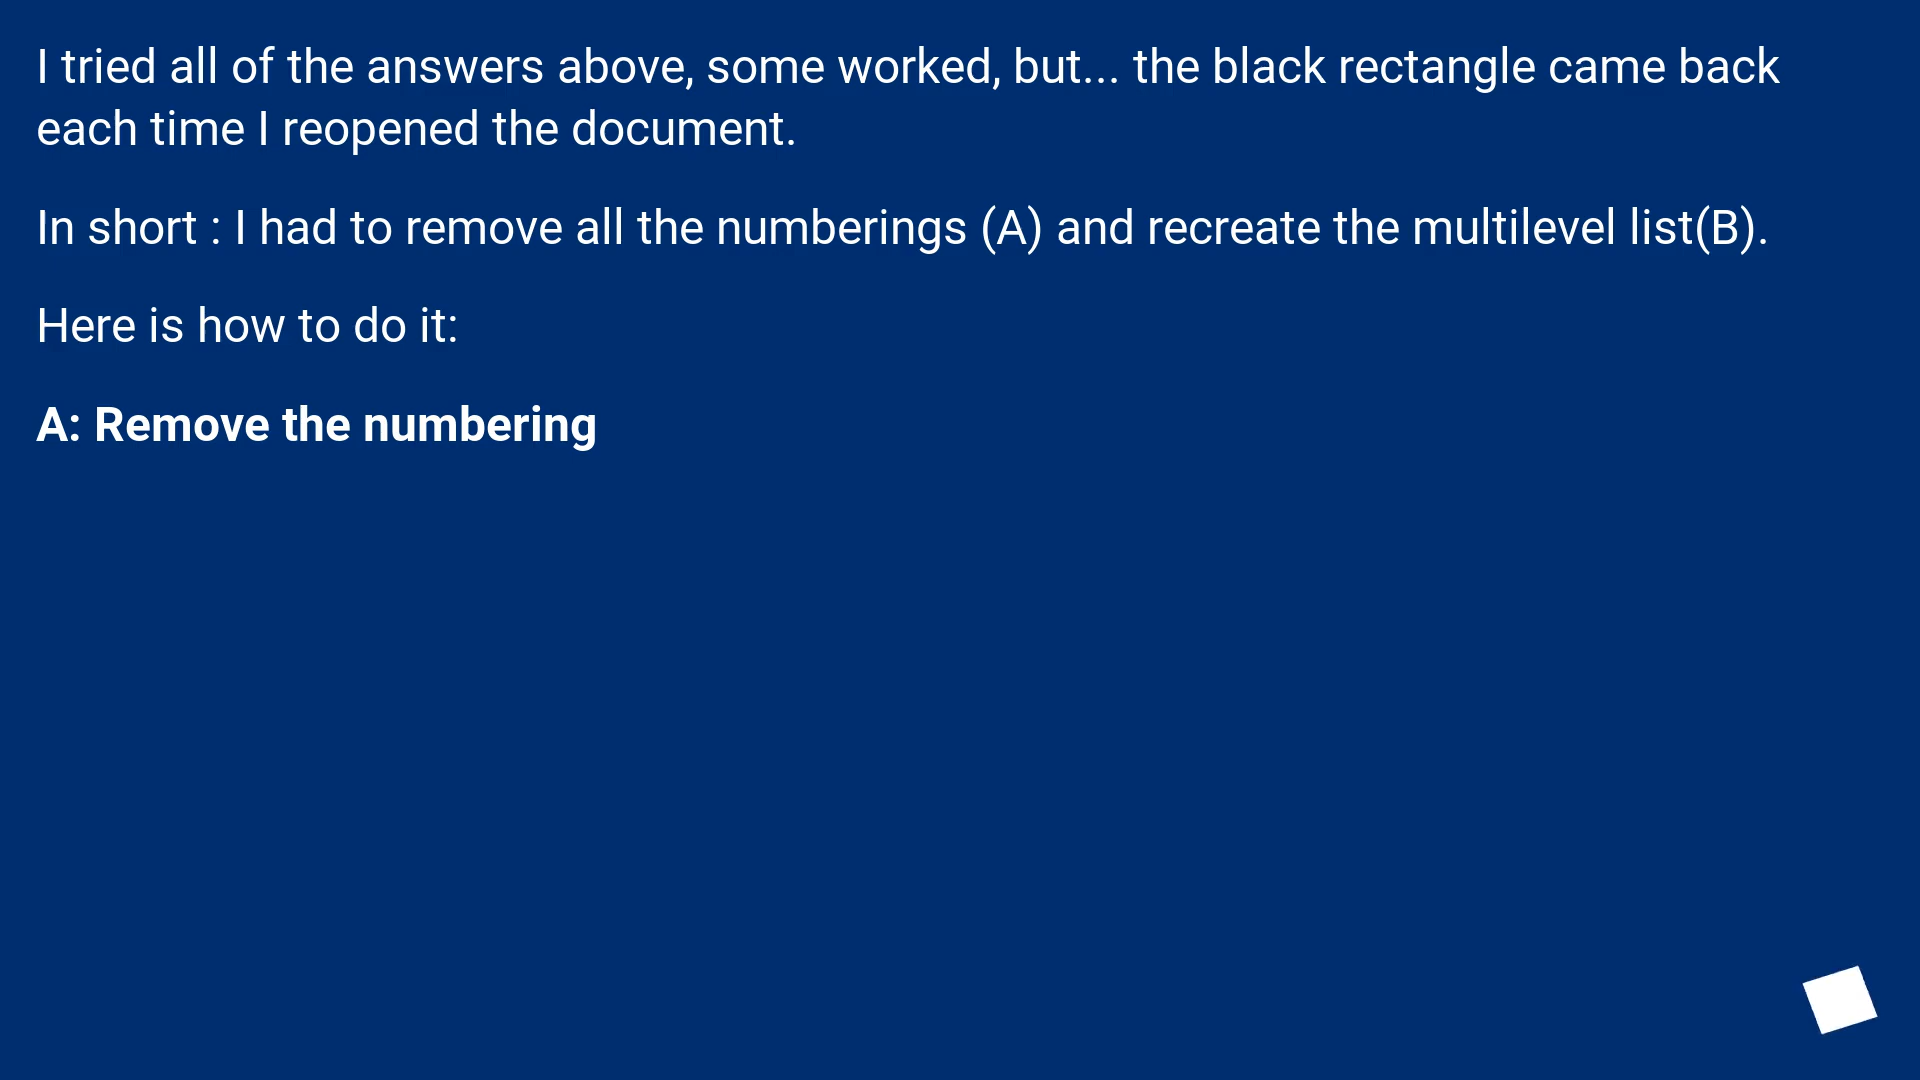 I tried all of the answers above, some worked, but... the black rectangle came back
each time I reopened the document.
In short : I had to remove all the numberings (A) and recreate the multilevel list(B).
Here is how to do it:
A: Remove the numbering